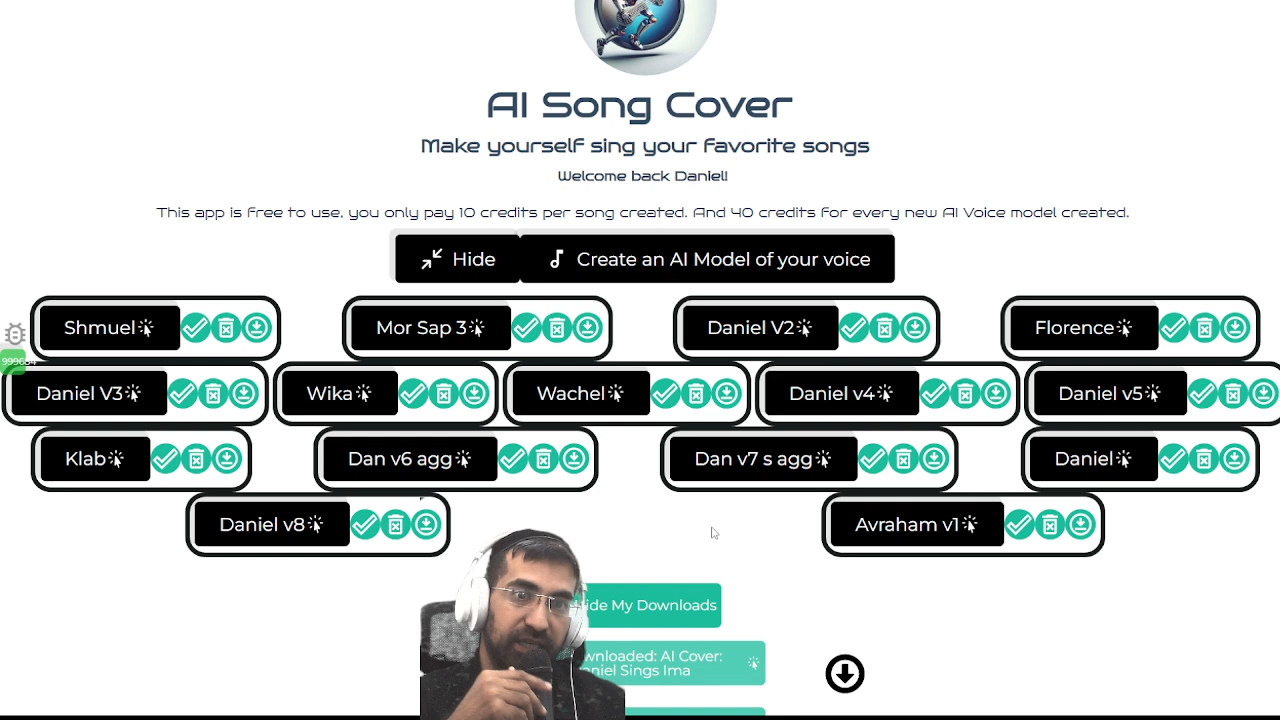 AI Song Cover
Make yourself sing your favorite songs
Welcome back Daniel!
This app is free to use, you only pay 10 credits per song created. And 40 credits for every new AI Voice model created.
Hide
Create an AI Model of your voice
Shmuel
Mor Sap 3
Daniel V2
Florence
Daniel V3
Wika
Wachel
Daniel v4
Daniel v5
Klab
Dan v6 agg
Dan v7 s agg
Daniel
Daniel v8
Avraham v1
ide My Downloads
wnloaded: AI Cover:
niel Sings Ima